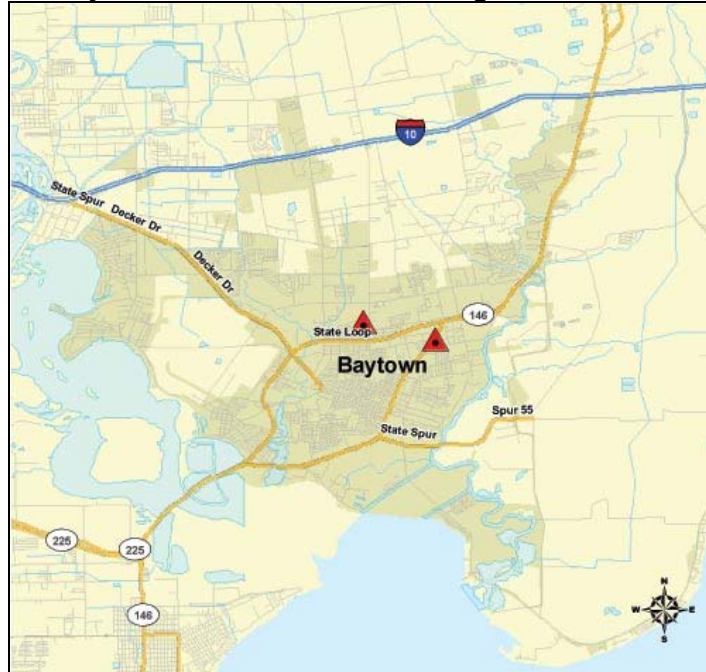 10
State Spur Decker Dr
Decker Dr
State Loop
146
Baytown
Spur 55
State Spur
225
225
146
N
W E
S